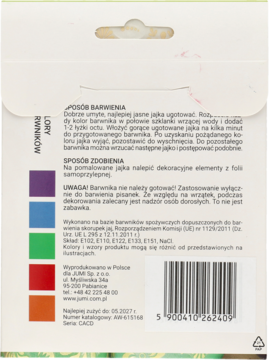 SPOSÓB BARWIENIA
Dobrze umyte, najlepiej jasne jajka ugotować.
dy kolor barwnika w połowie szklanki wrzącej wody i dodać
1-2 łyżki octu. Włożyć gorące ugotowane jajka na kilka minut
do przygotowanego barwnika. Po uzyskaniu pożądanego ko-
loru jajka wyjąć, pozostawić do wyschnięcia. Do pozostałego
barwnika można wrzucać następne jajko i postępować podobnie.
SPOSÓB ZDOBIENIA
Na pomalowane jajka nalepić dekoracyjne elementy z folii
samoprzylepnej.
UWAGA! Barwnika nie należy gotować! Zastosowanie wyłącz-
nie do barwienia pisanek. Ze względu na wrzątek, podczas
dekorowania zalecany jest nadzór osób dorosłych. To nie jest
zabawka.
Wykonano na bazie barwników spożywczych dopuszczonych do bar-
wienia skorupek jaj, Rozporządzeniem Komisji (UE) nr 1129/2011 (Dz.
Urz. UE L 295 z 12.11.2011 r.)
Skład: E102, E110, E122, E133, E151, NaCl.
Kolory i wzory produktu mogą się różnić od przedstawionych na
ilustracjach.
Wyprodukowano w Polsce
dla JUMI Sp. z o.o.
ul. Myśliwska 34a
95-200 Pabianice
tel.: +48 42 225 48 00
www.jumi.com.pl
Najlepiej zużyć do: 05.2027 r.
Numer katalogowy: AW-615168
Seria: CACD
5 900410 262409